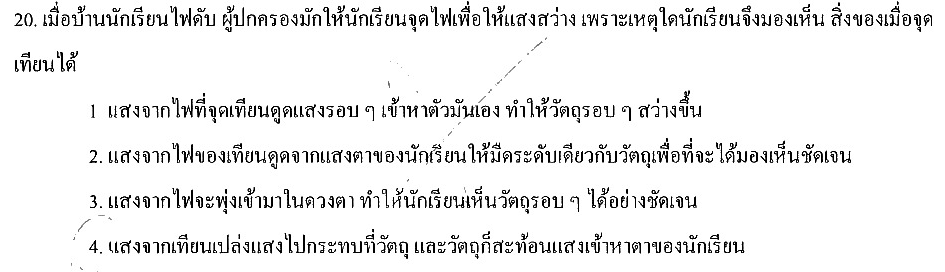 20. เมื่อบ้านนักเรียนไฟดับ ผู้ปกครองมักให้นักเรียนจุดไฟเพื่อให้แสงสว่าง เพราะเหตุใดนักเรียนจึงมองเห็น สิ่งของเมื่อจุด
เทียนได้
1 แสงจากไฟที่จุดเทียนดูดแสงรอบ ๆ เข้าหาตัวมันเอง ทำให้วัตถุรอบ ๆ สว่างขึ้น
2. แสงจากไฟของเทียนดูดจากแสงตาของนักเรียนให้มืดระดับเดียวกับวัตถุเพื่อที่จะได้มองเห็นชัดเจน
3. แสงจากไฟจะพุ่งเข้ามาในดวงตา ทำให้นักเรียนเห็นวัตถุรอบ ๆ ได้อย่างชัดเจน
4. แสงจากเทียนเปล่งแสงไปกระทบที่วัตถุ และวัตถุก็สะท้อนแสงเข้าหาตาของนักเรียน